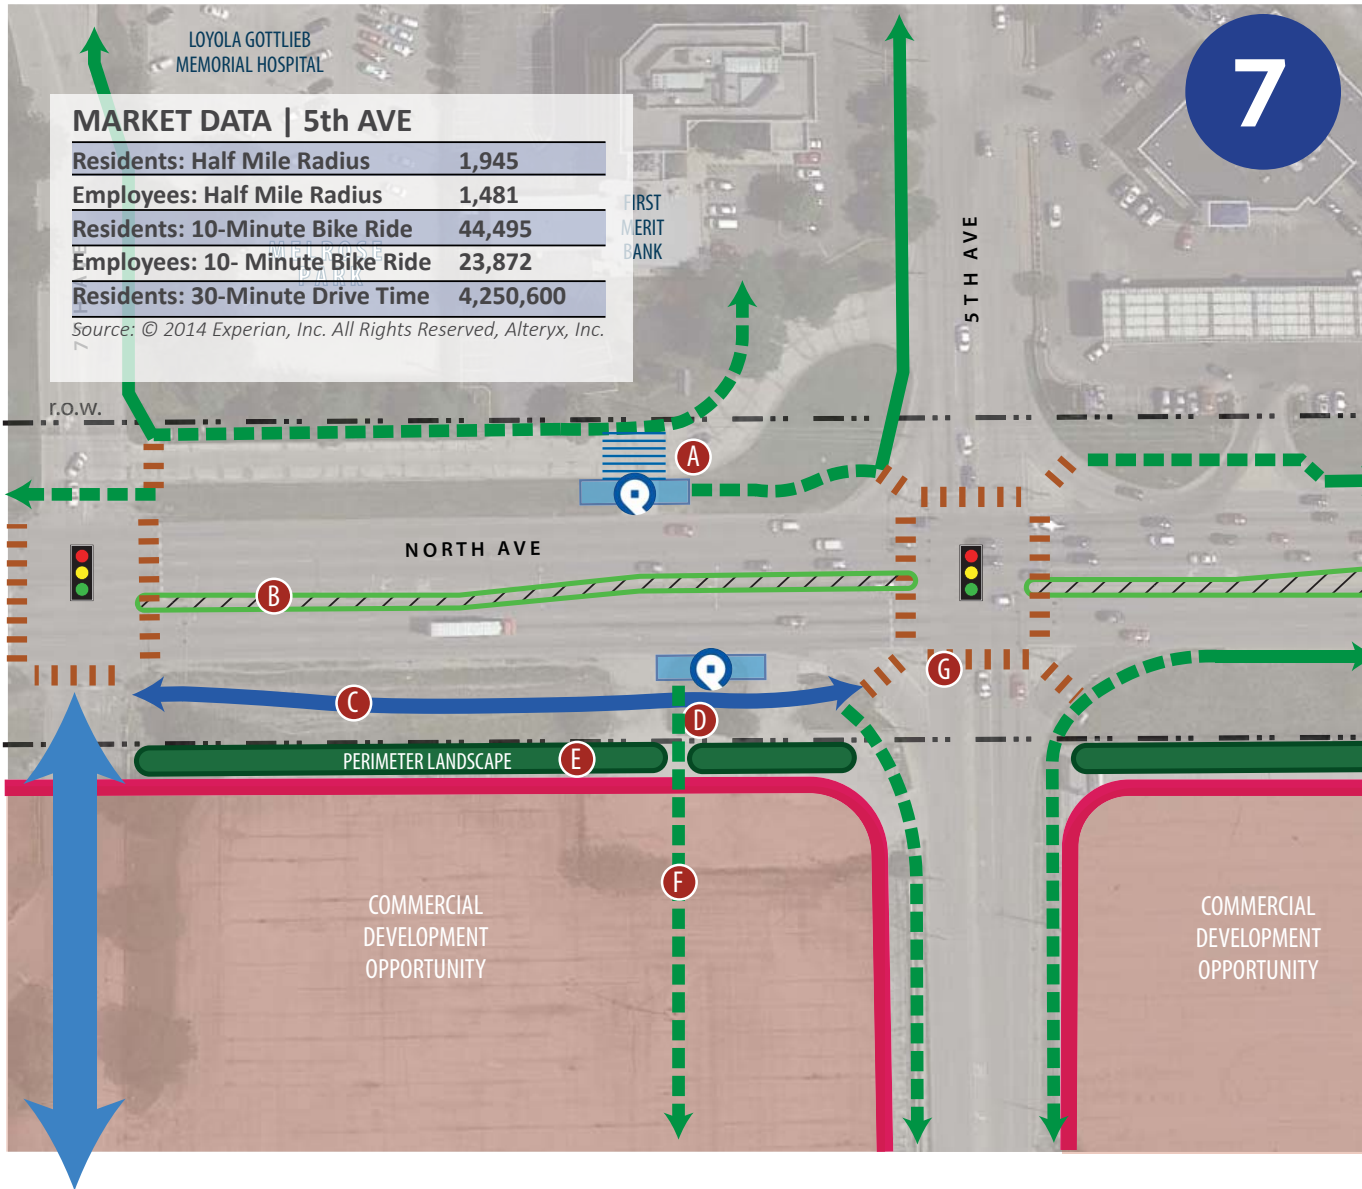 LOYOLA GOTTLIEB
MEMORIAL HOSPITAL
7
MARKET DATA | 5th AVE
Residents: Half Mile Radius 1,945
Employees: Half Mile Radius 1,481
Residents: 10-Minute Bike Ride 44,495
Employees: 10- Minute Bike Ride 23,872
Residents: 30-Minute Drive Time 4,250,600
Source: © 2014 Experian, Inc. All Rights Reserved, Alteryx, Inc.
MELROSE
PARK
FIRST
MERIT
BANK
5TH AVE
r.o.w.
A
NORTH AVE
B
G
C
D
PERIMETER LANDSCAPE
E
F
COMMERCIAL
DEVELOPMENT
OPPORTUNITY
COMMERCIAL
DEVELOPMENT
OPPORTUNITY